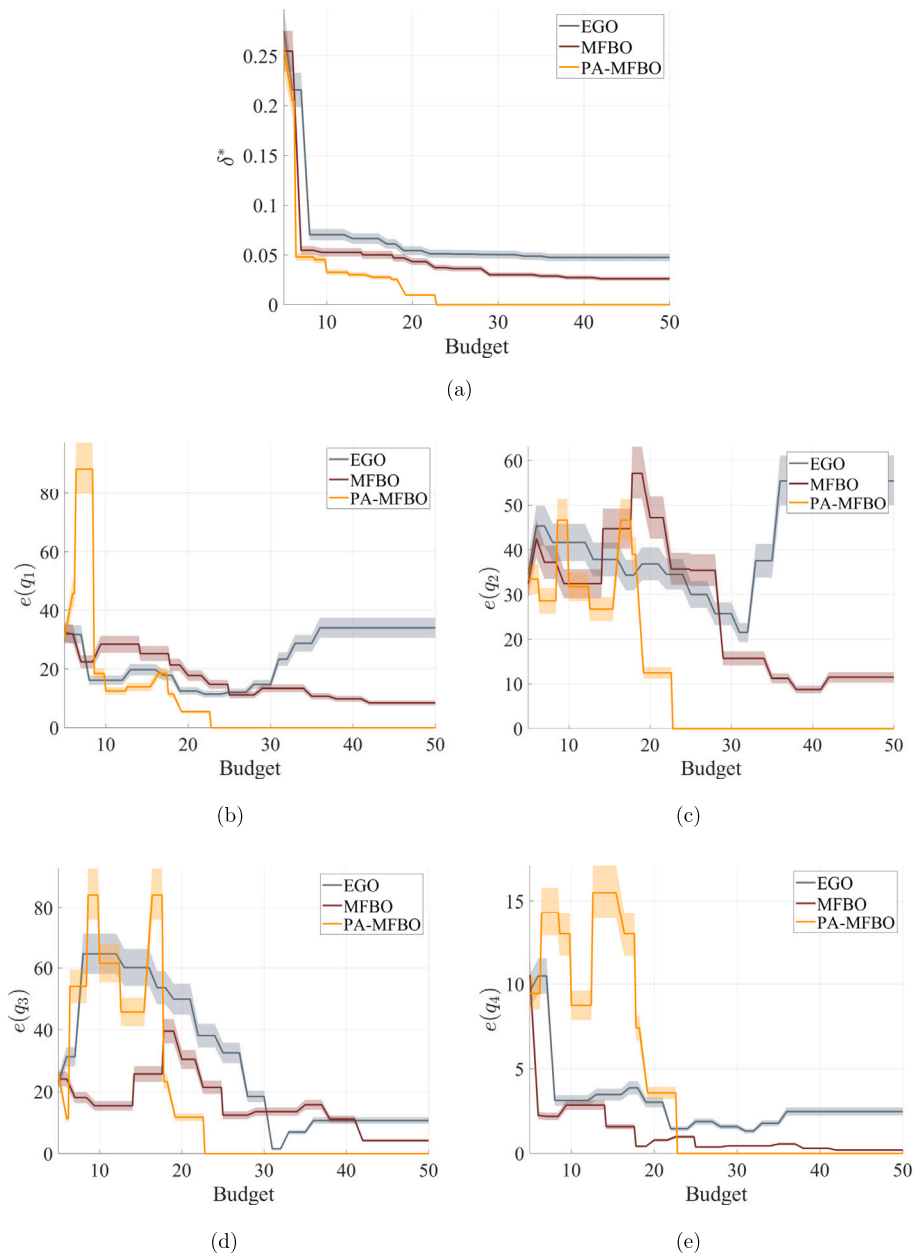 0.25
0.2
0.15
0.1
0.05
0
δ*
EGO
MFBO
PA-MFBO
10 20 30 40 50
Budget
(a)
80
60
40
20
0
e(q₁)
EGO
MFBO
PA-MFBO
10 20 30 40 50
Budget
(b)
60
50
40
30
20
10
0
e(q₂)
EGO
MFBO
PA-MFBO
10 20 30 40 50
Budget
(c)
80
60
40
20
0
e(q₃)
EGO
MFBO
PA-MFBO
10 20 30 40 50
Budget
(d)
15
10
5
0
e(q₄)
EGO
MFBO
PA-MFBO
10 20 30 40 50
Budget
(e)